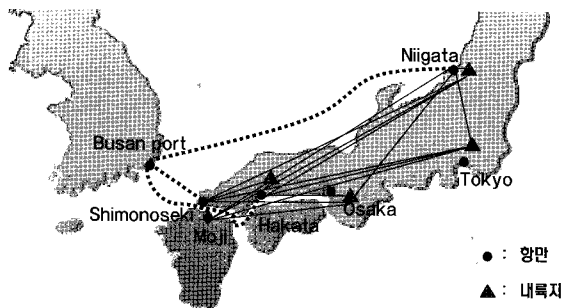 Niigata
Busan port
Tokyo
Shimonoseki
Osaka
Moji
Hakata
● : 항만
▲ : 내륙지